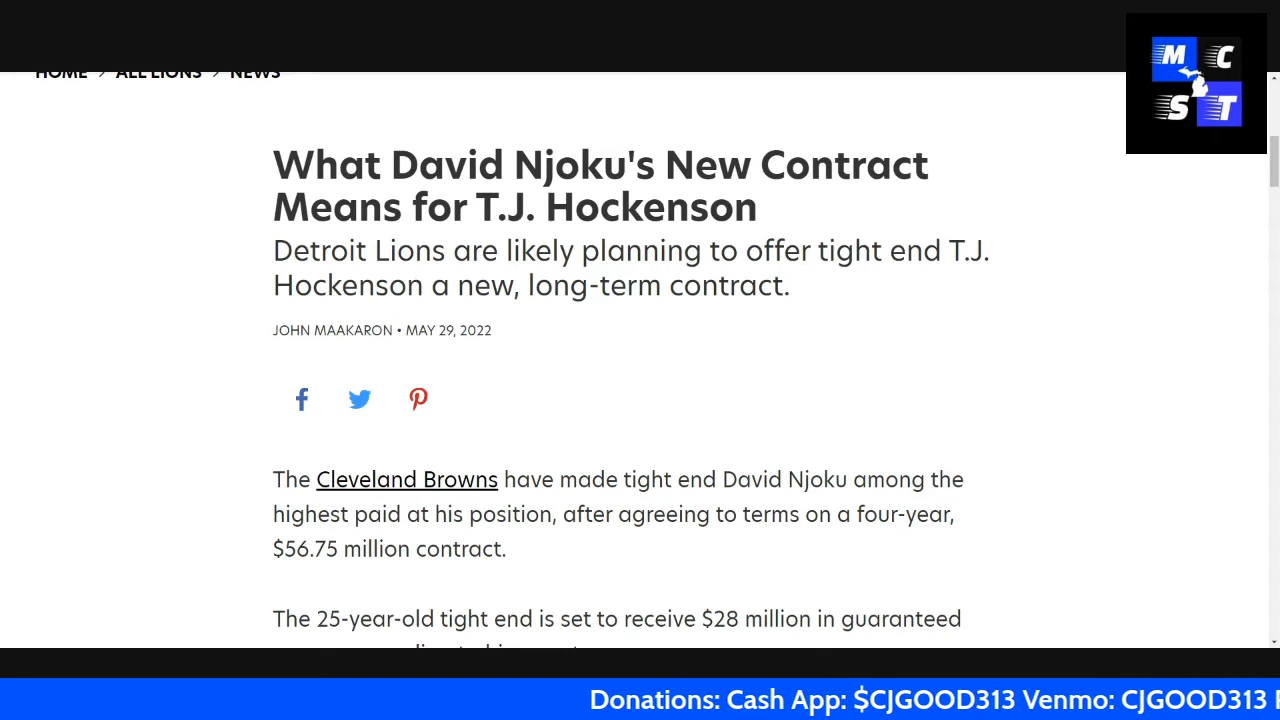 HOME > ALL LIONS > NEWS
M C
S T
What David Njoku's New Contract
Means for T.J. Hockenson
Detroit Lions are likely planning to offer tight end T.J.
Hockenson a new, long-term contract.
JOHN MAAKARON • MAY 29, 2022
The Cleveland Browns have made tight end David Njoku among the
highest paid at his position, after agreeing to terms on a four-year,
$56.75 million contract.
The 25-year-old tight end is set to receive $28 million in guaranteed
Donations: Cash App: $CJGOOD313 Venmo: CJGOOD313